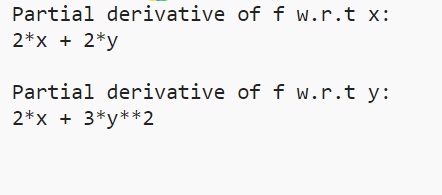 Partial derivative of f w.r.t x:
2*x + 2*y
Partial derivative of f w.r.t y:
2*x + 3*y**2